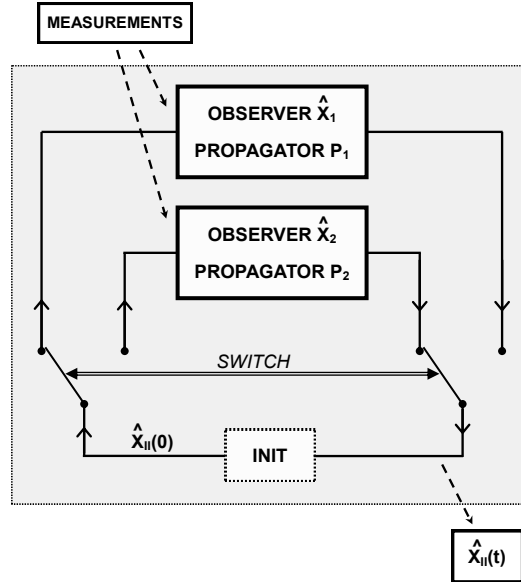 MEASUREMENTS
OBSERVER X̂₁
PROPAGATOR P₁
OBSERVER X̂₂
PROPAGATOR P₂
SWITCH
X̂ᵢᵢ(0)
INIT
X̂ᵢᵢ(t)